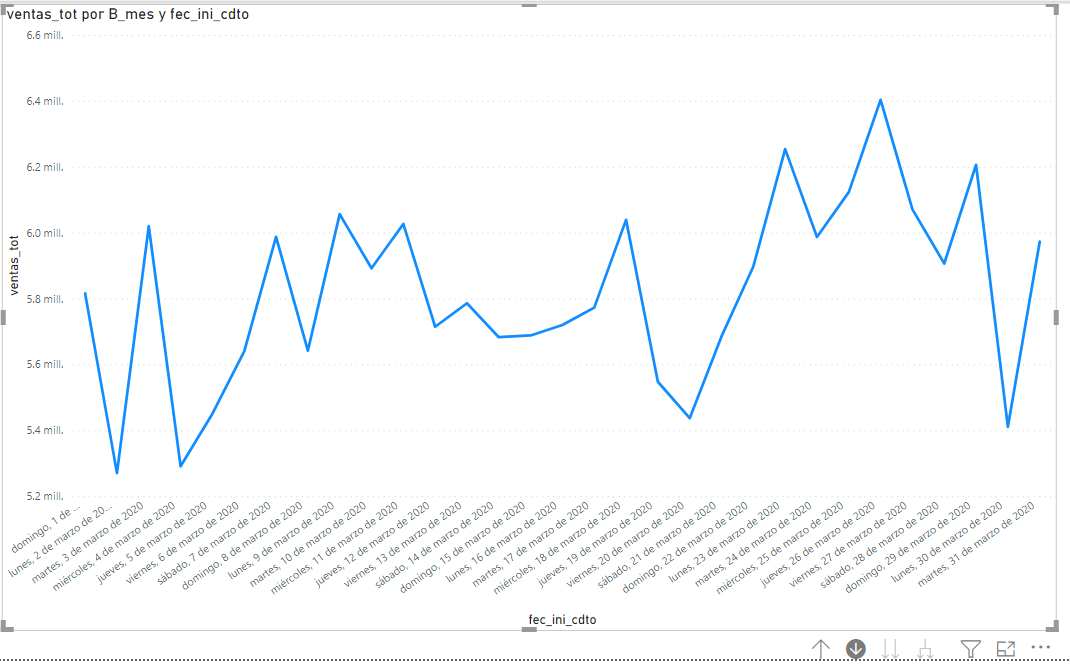 ventas_tot por B_mes y fec_ini_cdto
6.6 mill.
6.4 mill.
6.2 mill.
6.0 mill.
5.8 mill.
5.6 mill.
5.4 mill.
5.2 mill.
ventas_tot
domingo, 1 de ...
lunes, 2 de marzo de 20...
martes, 3 de marzo de 2020
miércoles, 4 de marzo de 2020
jueves, 5 de marzo de 2020
viernes, 6 de marzo de 2020
sábado, 7 de marzo de 2020
domingo, 8 de marzo de 2020
lunes, 9 de marzo de 2020
martes, 10 de marzo de 2020
miércoles, 11 de marzo de 2020
jueves, 12 de marzo de 2020
viernes, 13 de marzo de 2020
sábado, 14 de marzo de 2020
domingo, 15 de marzo de 2020
lunes, 16 de marzo de 2020
martes, 17 de marzo de 2020
miércoles, 18 de marzo de 2020
jueves, 19 de marzo de 2020
viernes, 20 de marzo de 2020
sábado, 21 de marzo de 2020
domingo, 22 de marzo de 2020
lunes, 23 de marzo de 2020
martes, 24 de marzo de 2020
miércoles, 25 de marzo de 2020
jueves, 26 de marzo de 2020
viernes, 27 de marzo de 2020
sábado, 28 de marzo de 2020
domingo, 29 de marzo de 2020
lunes, 30 de marzo de 2020
martes, 31 de marzo de 2020
fec_ini_cdto